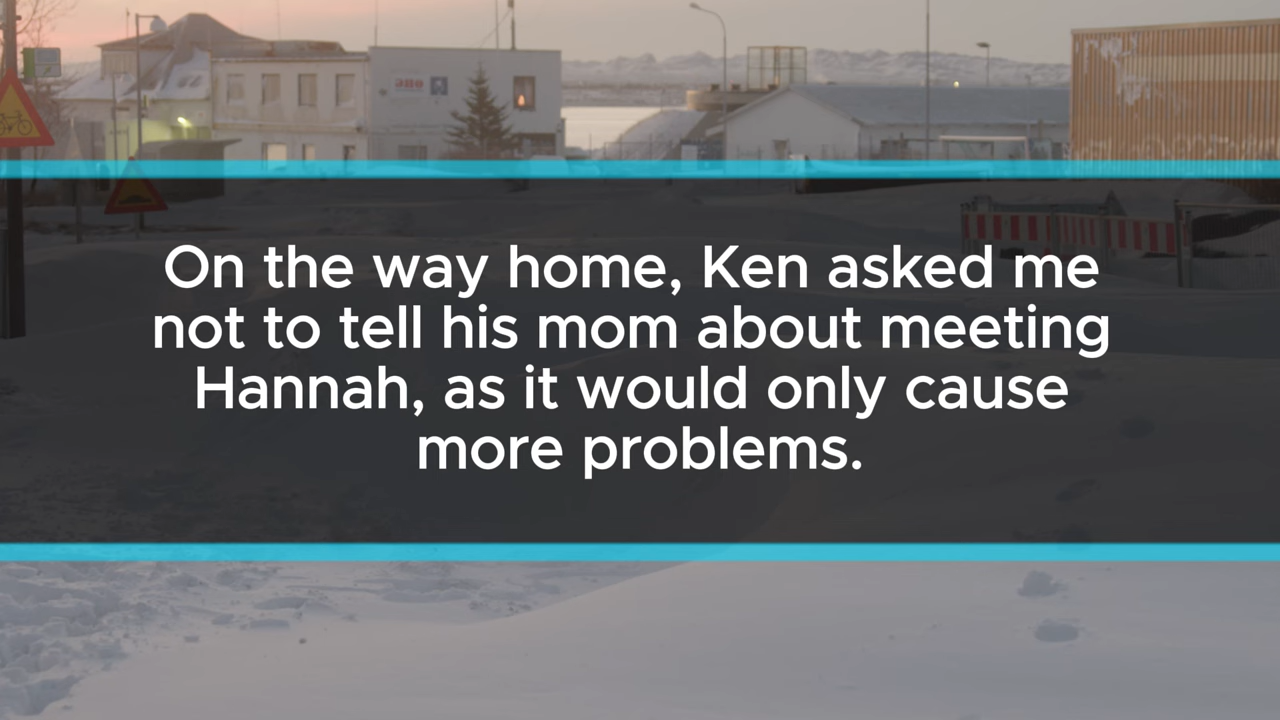 On the way home, Ken asked me
not to tell his mom about meeting
Hannah, as it would only cause
more problems.